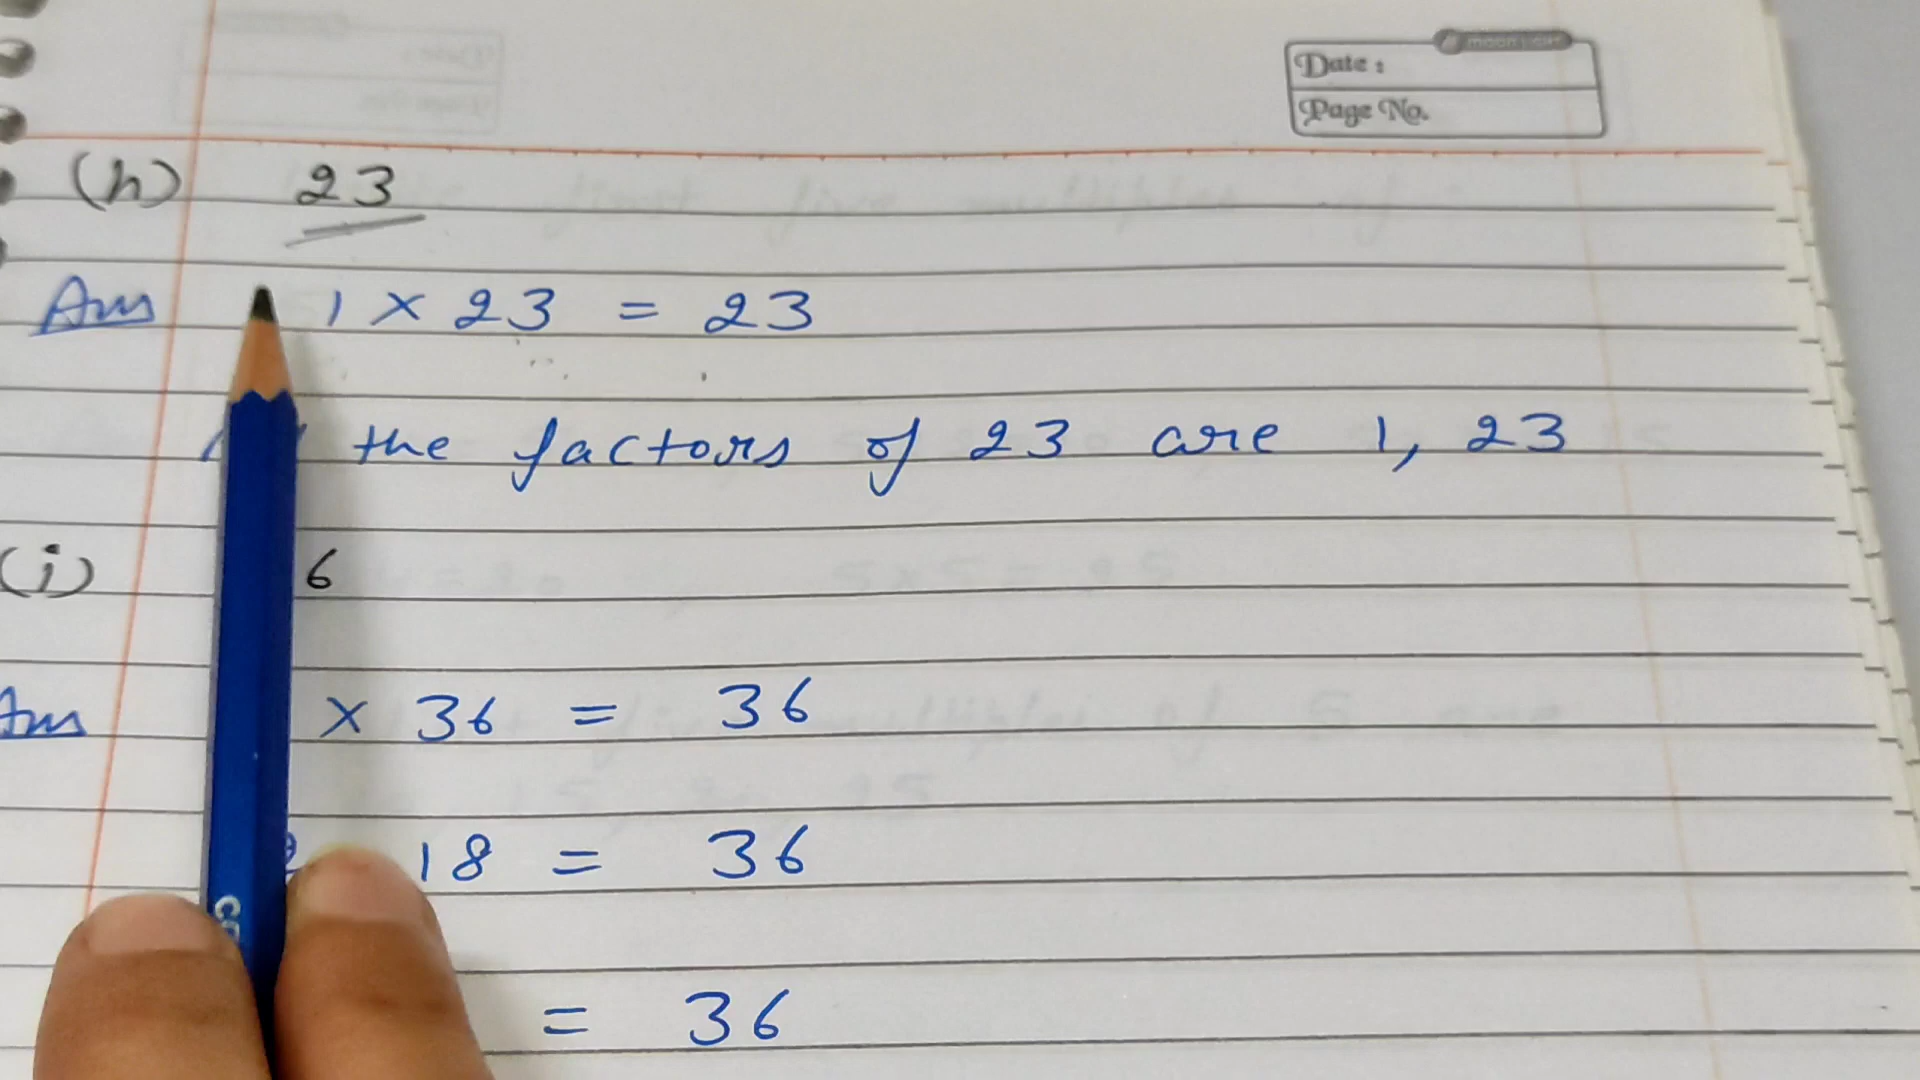 Date :
Page No.
(h) 23
Ans 1 × 23 = 23
the factors of 23 are 1, 23
(i) 6
Ans × 36 = 36
18 = 36
= 36